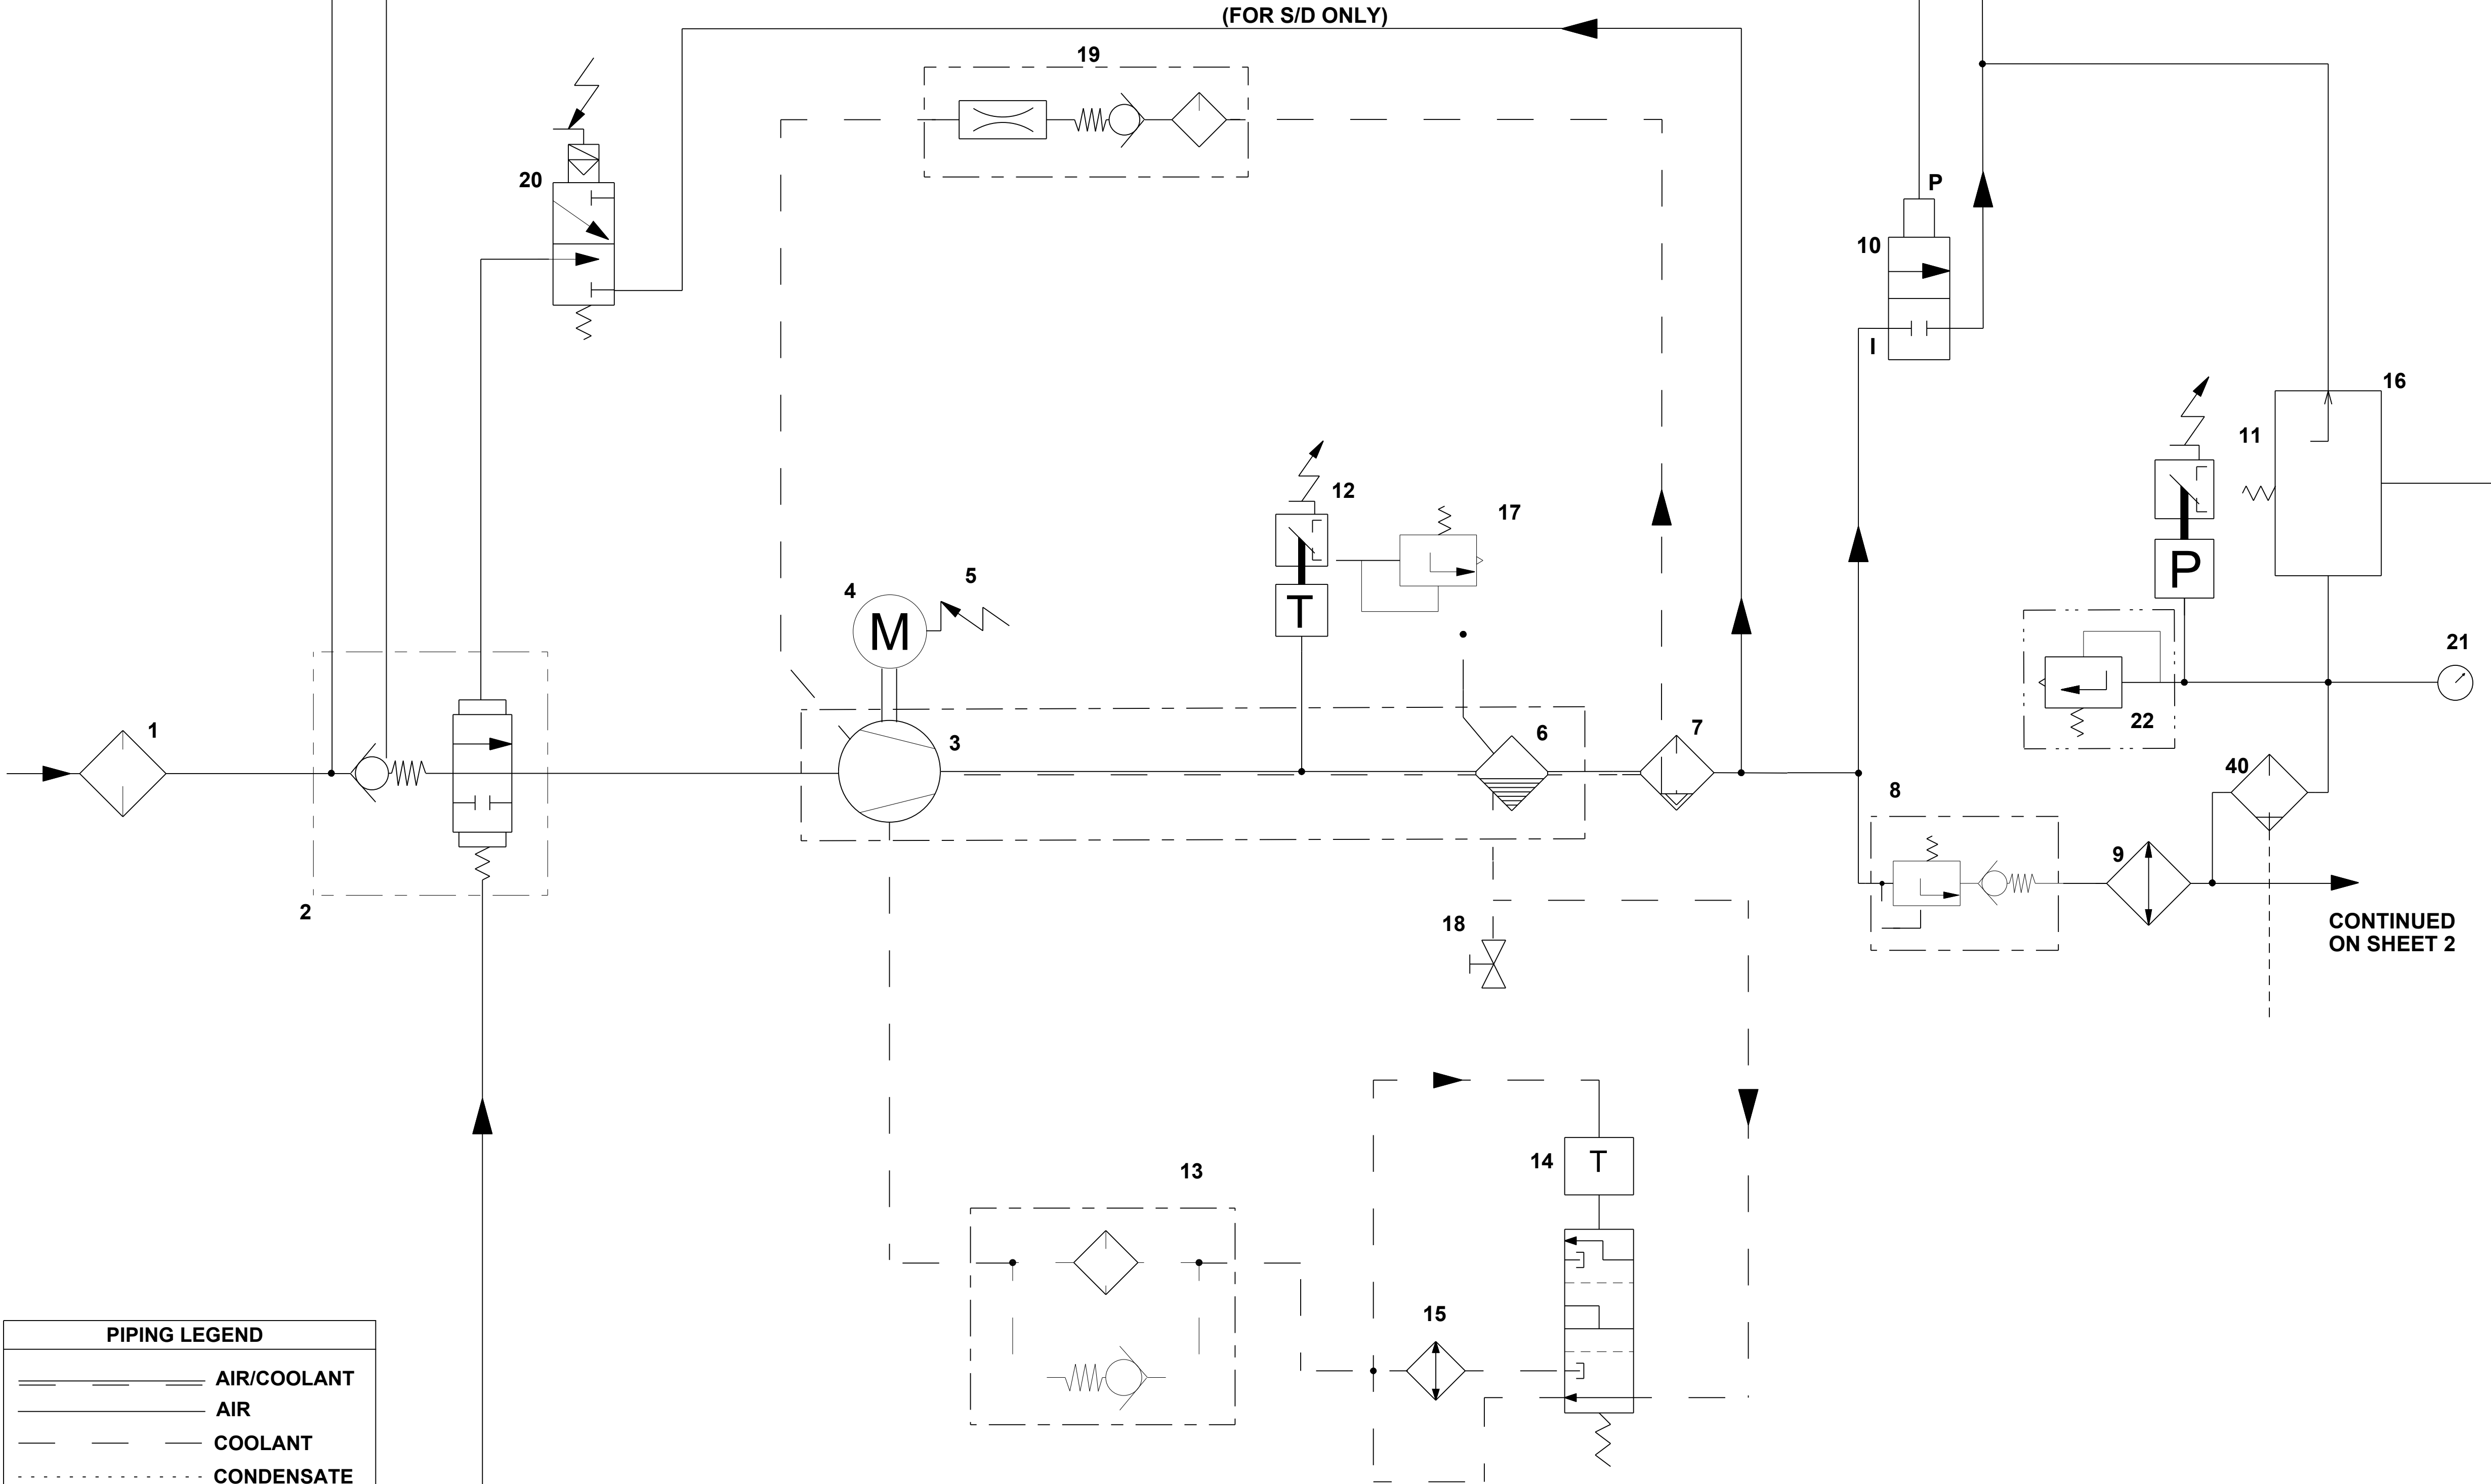 (FOR S/D ONLY)
19
20
P
10
I
16
11
12
17
P
T
4
5
M
21
22
1
3
6
7
40
8
9
2
18
CONTINUED
ON SHEET 2
13
14
T
15
PIPING LEGEND
AIR/COOLANT
AIR
COOLANT
CONDENSATE